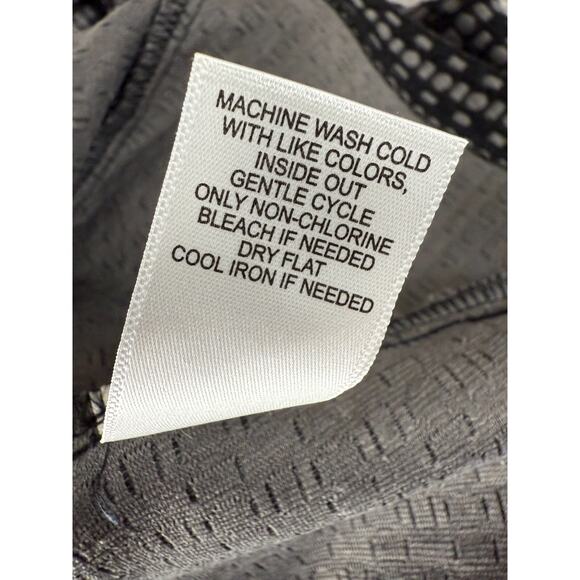 MACHINE WASH COLD
WITH LIKE COLORS,
INSIDE OUT
GENTLE CYCLE
ONLY NON-CHLORINE
BLEACH IF NEEDED
DRY FLAT
COOL IRON IF NEEDED